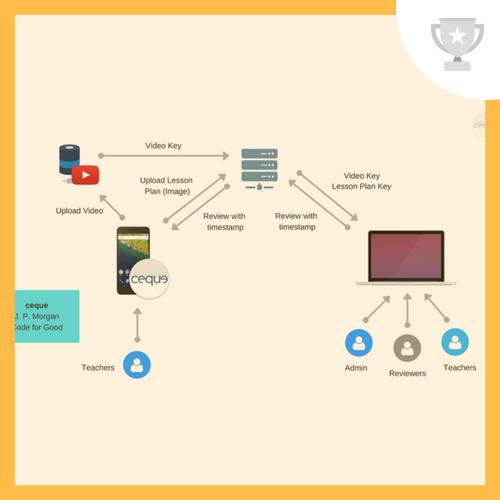 Video Key
Upload Lesson
Plan (Image)
Video Key
Lesson Plan Key
Upload Video
Review with
timestamp
Review with
timestamp
ceque
ceque
J. P. Morgan
Code for Good
Teachers
Admin
Reviewers
Teachers